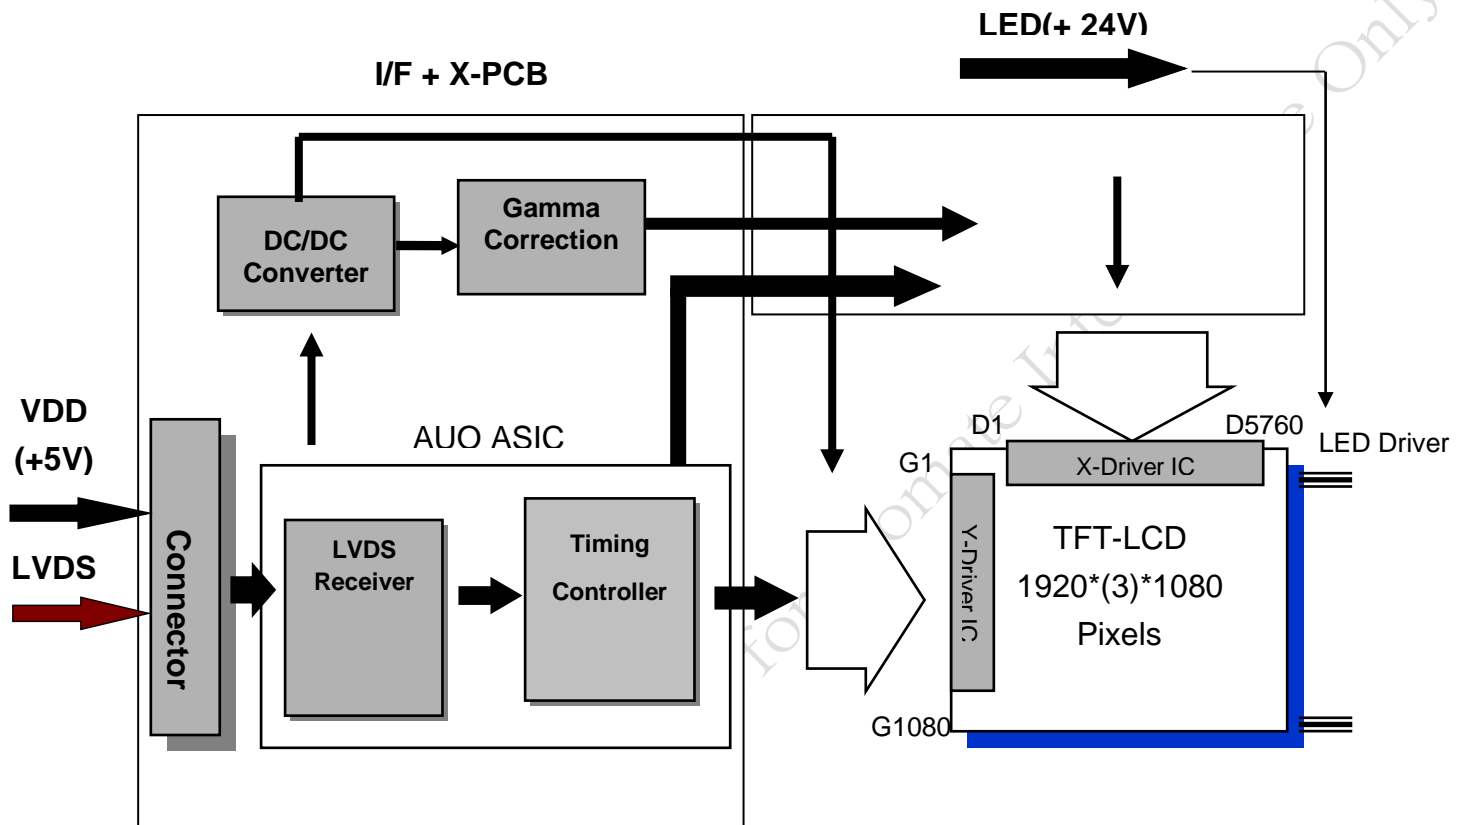 LED(+ 24V)
I/F + X-PCB
Gamma
Correction
DC/DC
Converter
VDD
(+5V)
LVDS
Connector
AUO ASIC
LVDS
Receiver
Timing
Controller
D1
D5760
LED Driver
G1
X-Driver IC
Y-Driver IC
TFT-LCD
1920*(3)*1080
Pixels
G1080